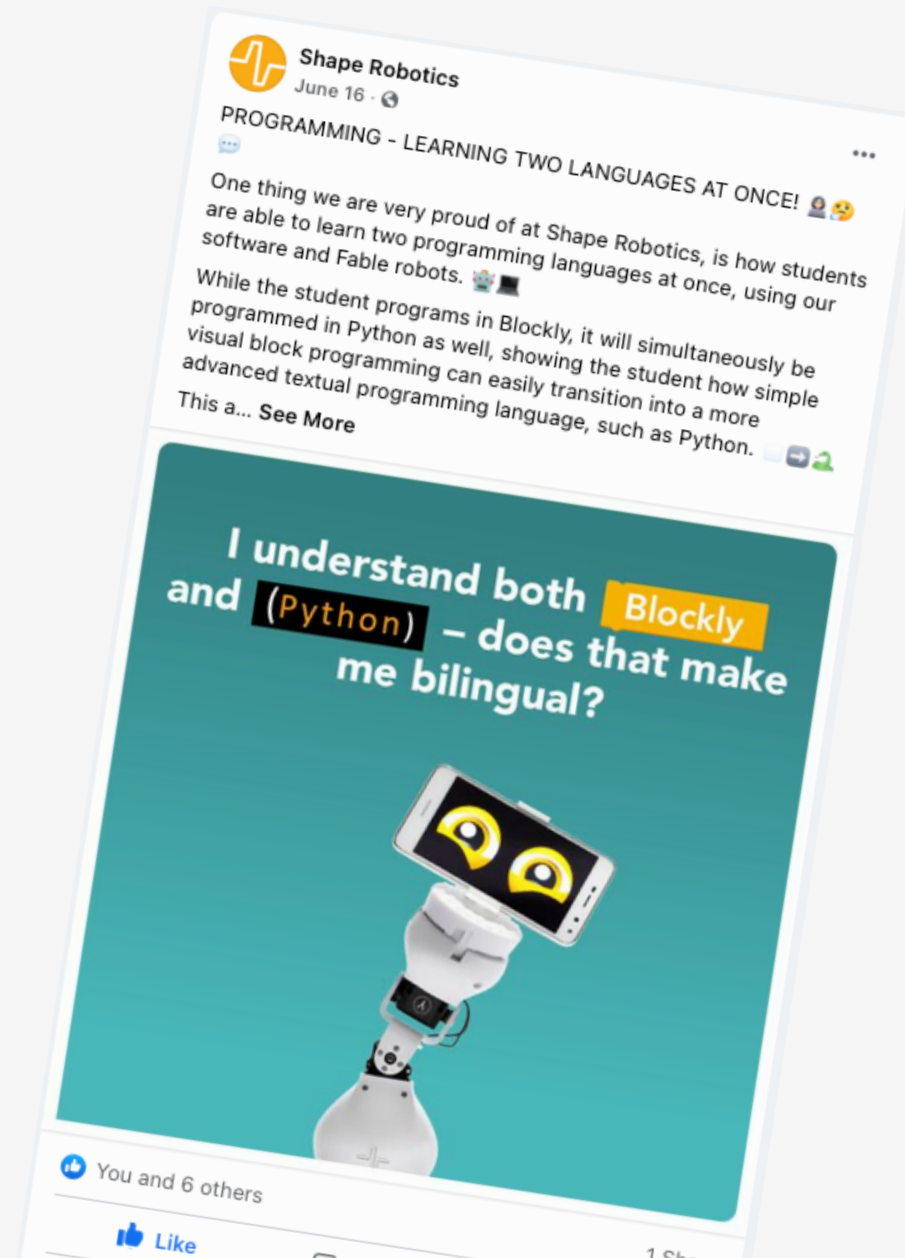 Shape Robotics
June 16 ·
PROGRAMMING - LEARNING TWO LANGUAGES AT ONCE! 👩🏿‍💻🤔
💬
One thing we are very proud of at Shape Robotics, is how students
are able to learn two programming languages at once, using our
software and Fable robots. 🤖💻
While the student programs in Blockly, it will simultaneously be
programmed in Python as well, showing the student how simple
visual block programming can easily transition into a more
advanced textual programming language, such as Python. ➡️🐍
This a... See More
I understand both Blockly
and (Python) – does that make
me bilingual?
You and 6 others
Like